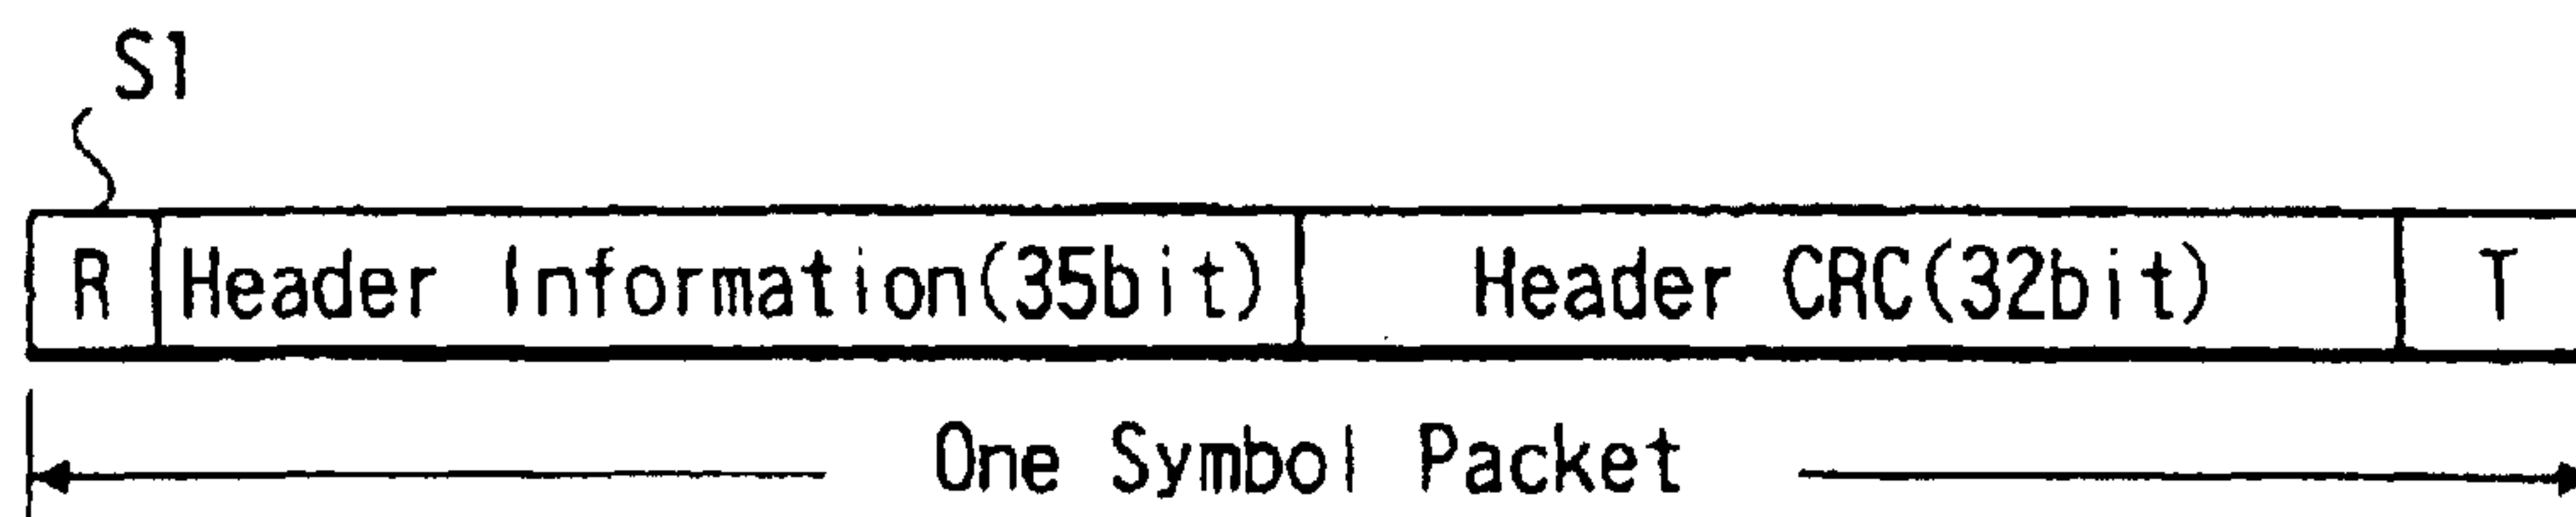 S1
R Header Information(35bit) Header CRC(32bit) T
One Symbol Packet